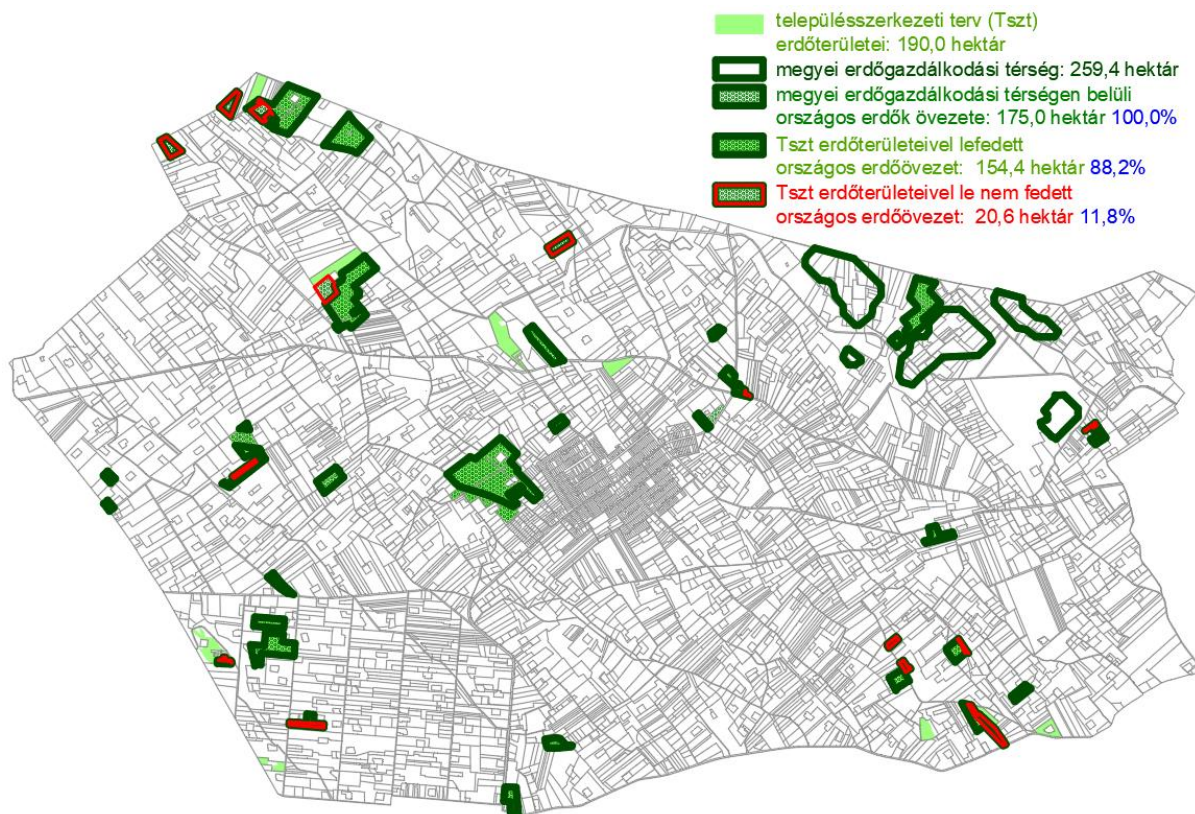 településszerkezeti terv (Tszt)
erdőterületei: 190,0 hektár
megyei erdőgazdálkodási térség: 259,4 hektár
megyei erdőgazdálkodási térségen belüli
országos erdők övezete: 175,0 hektár 100,0%
Tszt erdőterületeivel lefedett
országos erdőövezet: 154,4 hektár 88,2%
Tszt erdőterületeivel le nem fedett
országos erdőövezet: 20,6 hektár 11,8%